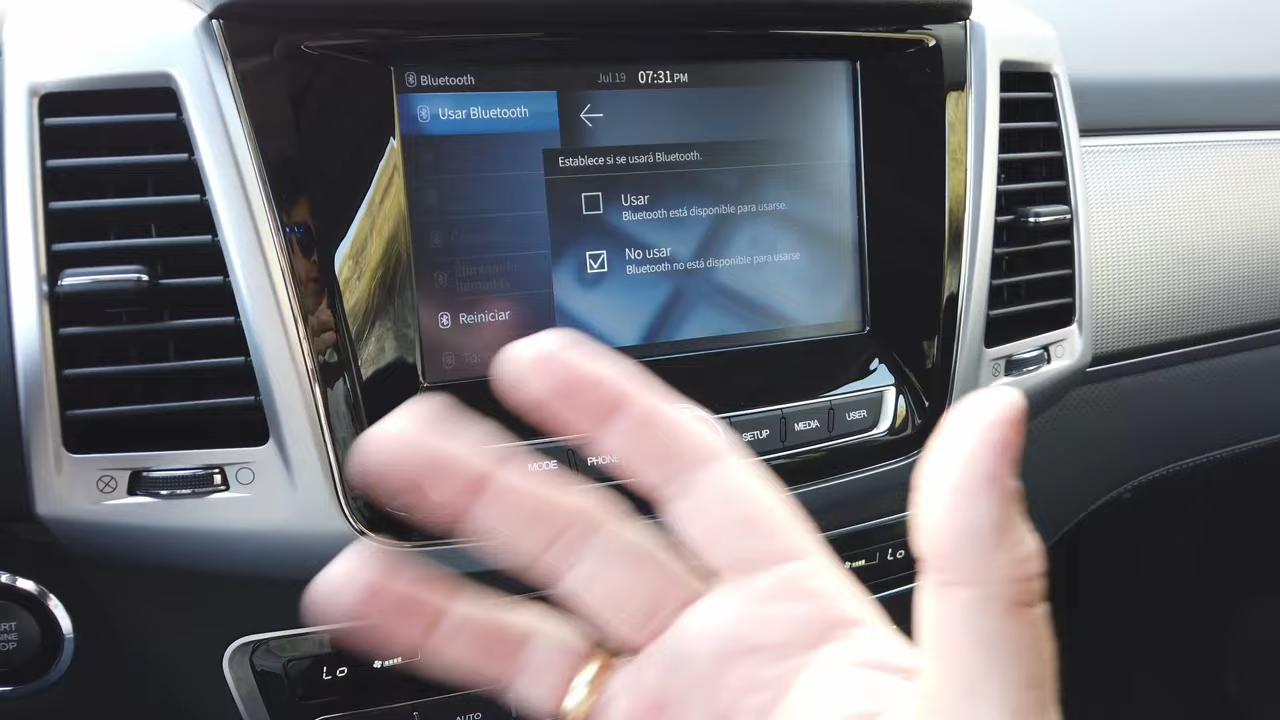 Bluetooth
Jul 19 07:31 PM
Usar Bluetooth
Establece si se usará Bluetooth.
Usar
Bluetooth está disponible para usarse.
No usar
Bluetooth no está disponible para usarse
Reiniciar
MODE
PHONE
SETUP
MEDIA
USER
Lo
Lo
AUTO